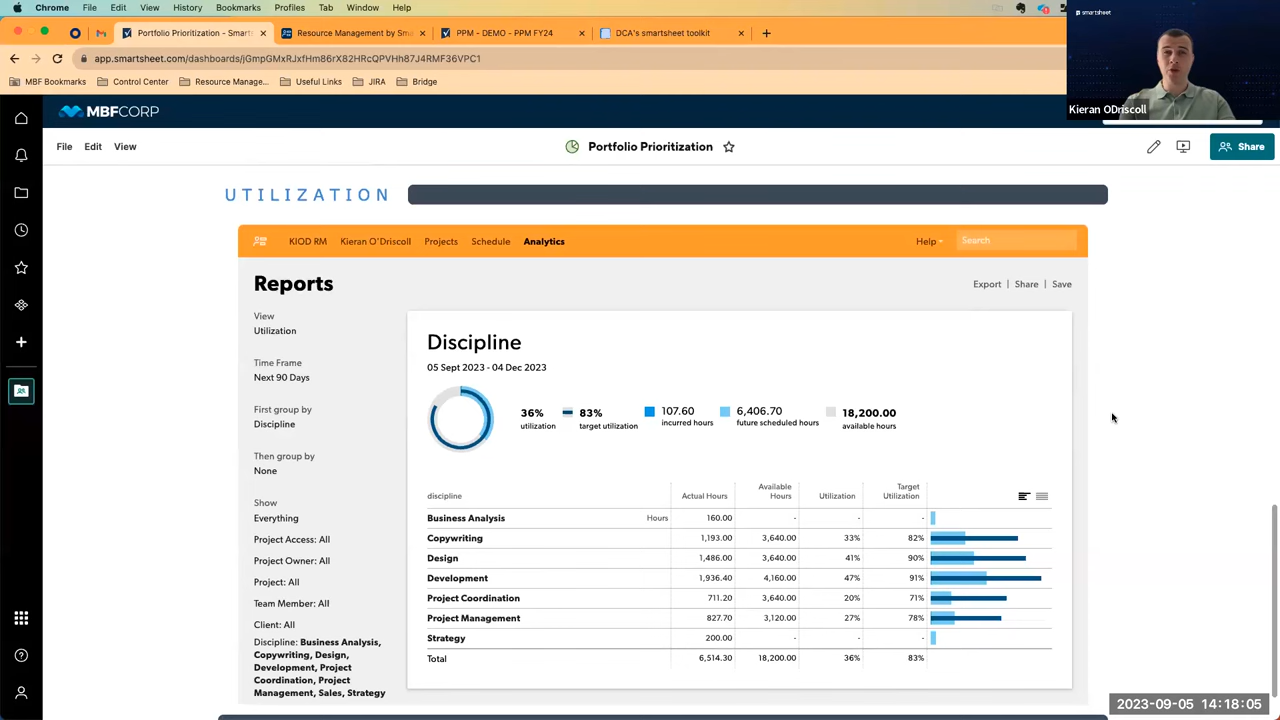 Chrome File Edit View History Bookmarks Profiles Tab Window Help
smartsheet
Portfolio Prioritization - Smarts
Resource Management by Sma
PPM - DEMO - PPM FY24
DCA's smartsheet toolkit
app.smartsheet.com/dashboards/jGmpGMxRJxfHm86rX82HRcQPVHh87J4RMF36VPC1
MBF Bookmarks Control Center Resource Manage... Useful Links JIRA Bridge
Kieran ODriscoll
MBFCORP
File Edit View
Portfolio Prioritization
Share
UTILIZATION
KIOD RM Kieran O'Driscoll Projects Schedule Analytics Help Search
Reports
Export | Share | Save
View
Utilization
Time Frame
Next 90 Days
First group by
Discipline
Then group by
None
Show
Everything
Project Access: All
Project Owner: All
Project: All
Team Member: All
Client: All
Discipline: Business Analysis,
Copywriting, Design,
Development, Project
Coordination, Project
Management, Sales, Strategy
Discipline
05 Sept 2023 - 04 Dec 2023
36% 83% 107.60 6,406.70 18,200.00
utilization target utilization incurred hours future scheduled hours available hours
discipline Actual Hours Available Hours Utilization Target Utilization
Business Analysis Hours 160.00 - - -
Copywriting 1,193.00 3,640.00 33% 82%
Design 1,486.00 3,640.00 41% 90%
Development 1,936.40 4,160.00 47% 91%
Project Coordination 711.20 3,640.00 20% 71%
Project Management 827.70 3,120.00 27% 78%
Strategy 200.00 - - -
Total 6,514.30 18,200.00 36% 83%
2023-09-05 14:18:05